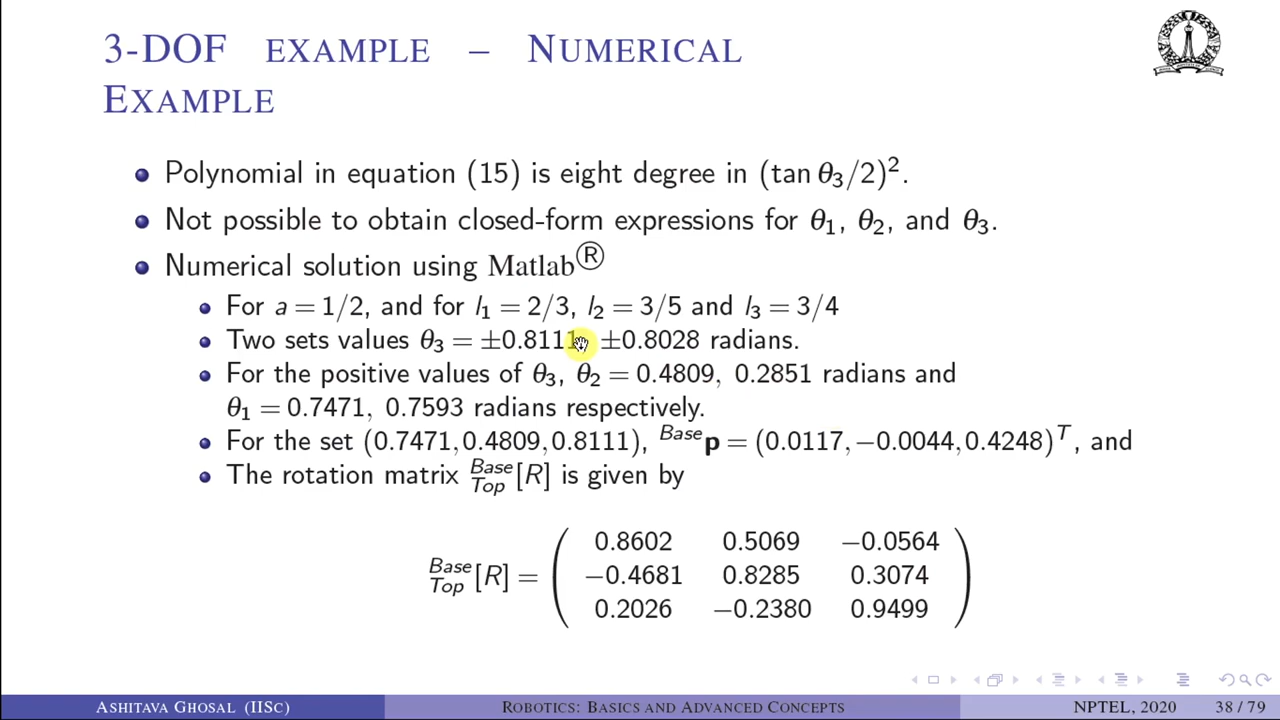 3-DOF EXAMPLE – NUMERICAL
EXAMPLE
Polynomial in equation (15) is eight degree in (tan θ₃/2)².
Not possible to obtain closed-form expressions for θ₁, θ₂, and θ₃.
Numerical solution using Matlab®
For a = 1/2, and for l₁ = 2/3, l₂ = 3/5 and l₃ = 3/4
Two sets values θ₃ = ±0.8111, ±0.8028 radians.
For the positive values of θ₃, θ₂ = 0.4809, 0.2851 radians and
θ₁ = 0.7471, 0.7593 radians respectively.
For the set (0.7471, 0.4809, 0.8111), ᴮᵃˢᵉp = (0.0117, −0.0044, 0.4248)ᵀ, and
The rotation matrix Base Top [R] is given by
Base Top [R] = ( 0.8602 0.5069 −0.0564
−0.4681 0.8285 0.3074
0.2026 −0.2380 0.9499 )
ASHITAVA GHOSAL (IISC) ROBOTICS: BASICS AND ADVANCED CONCEPTS NPTEL, 2020 38 / 79